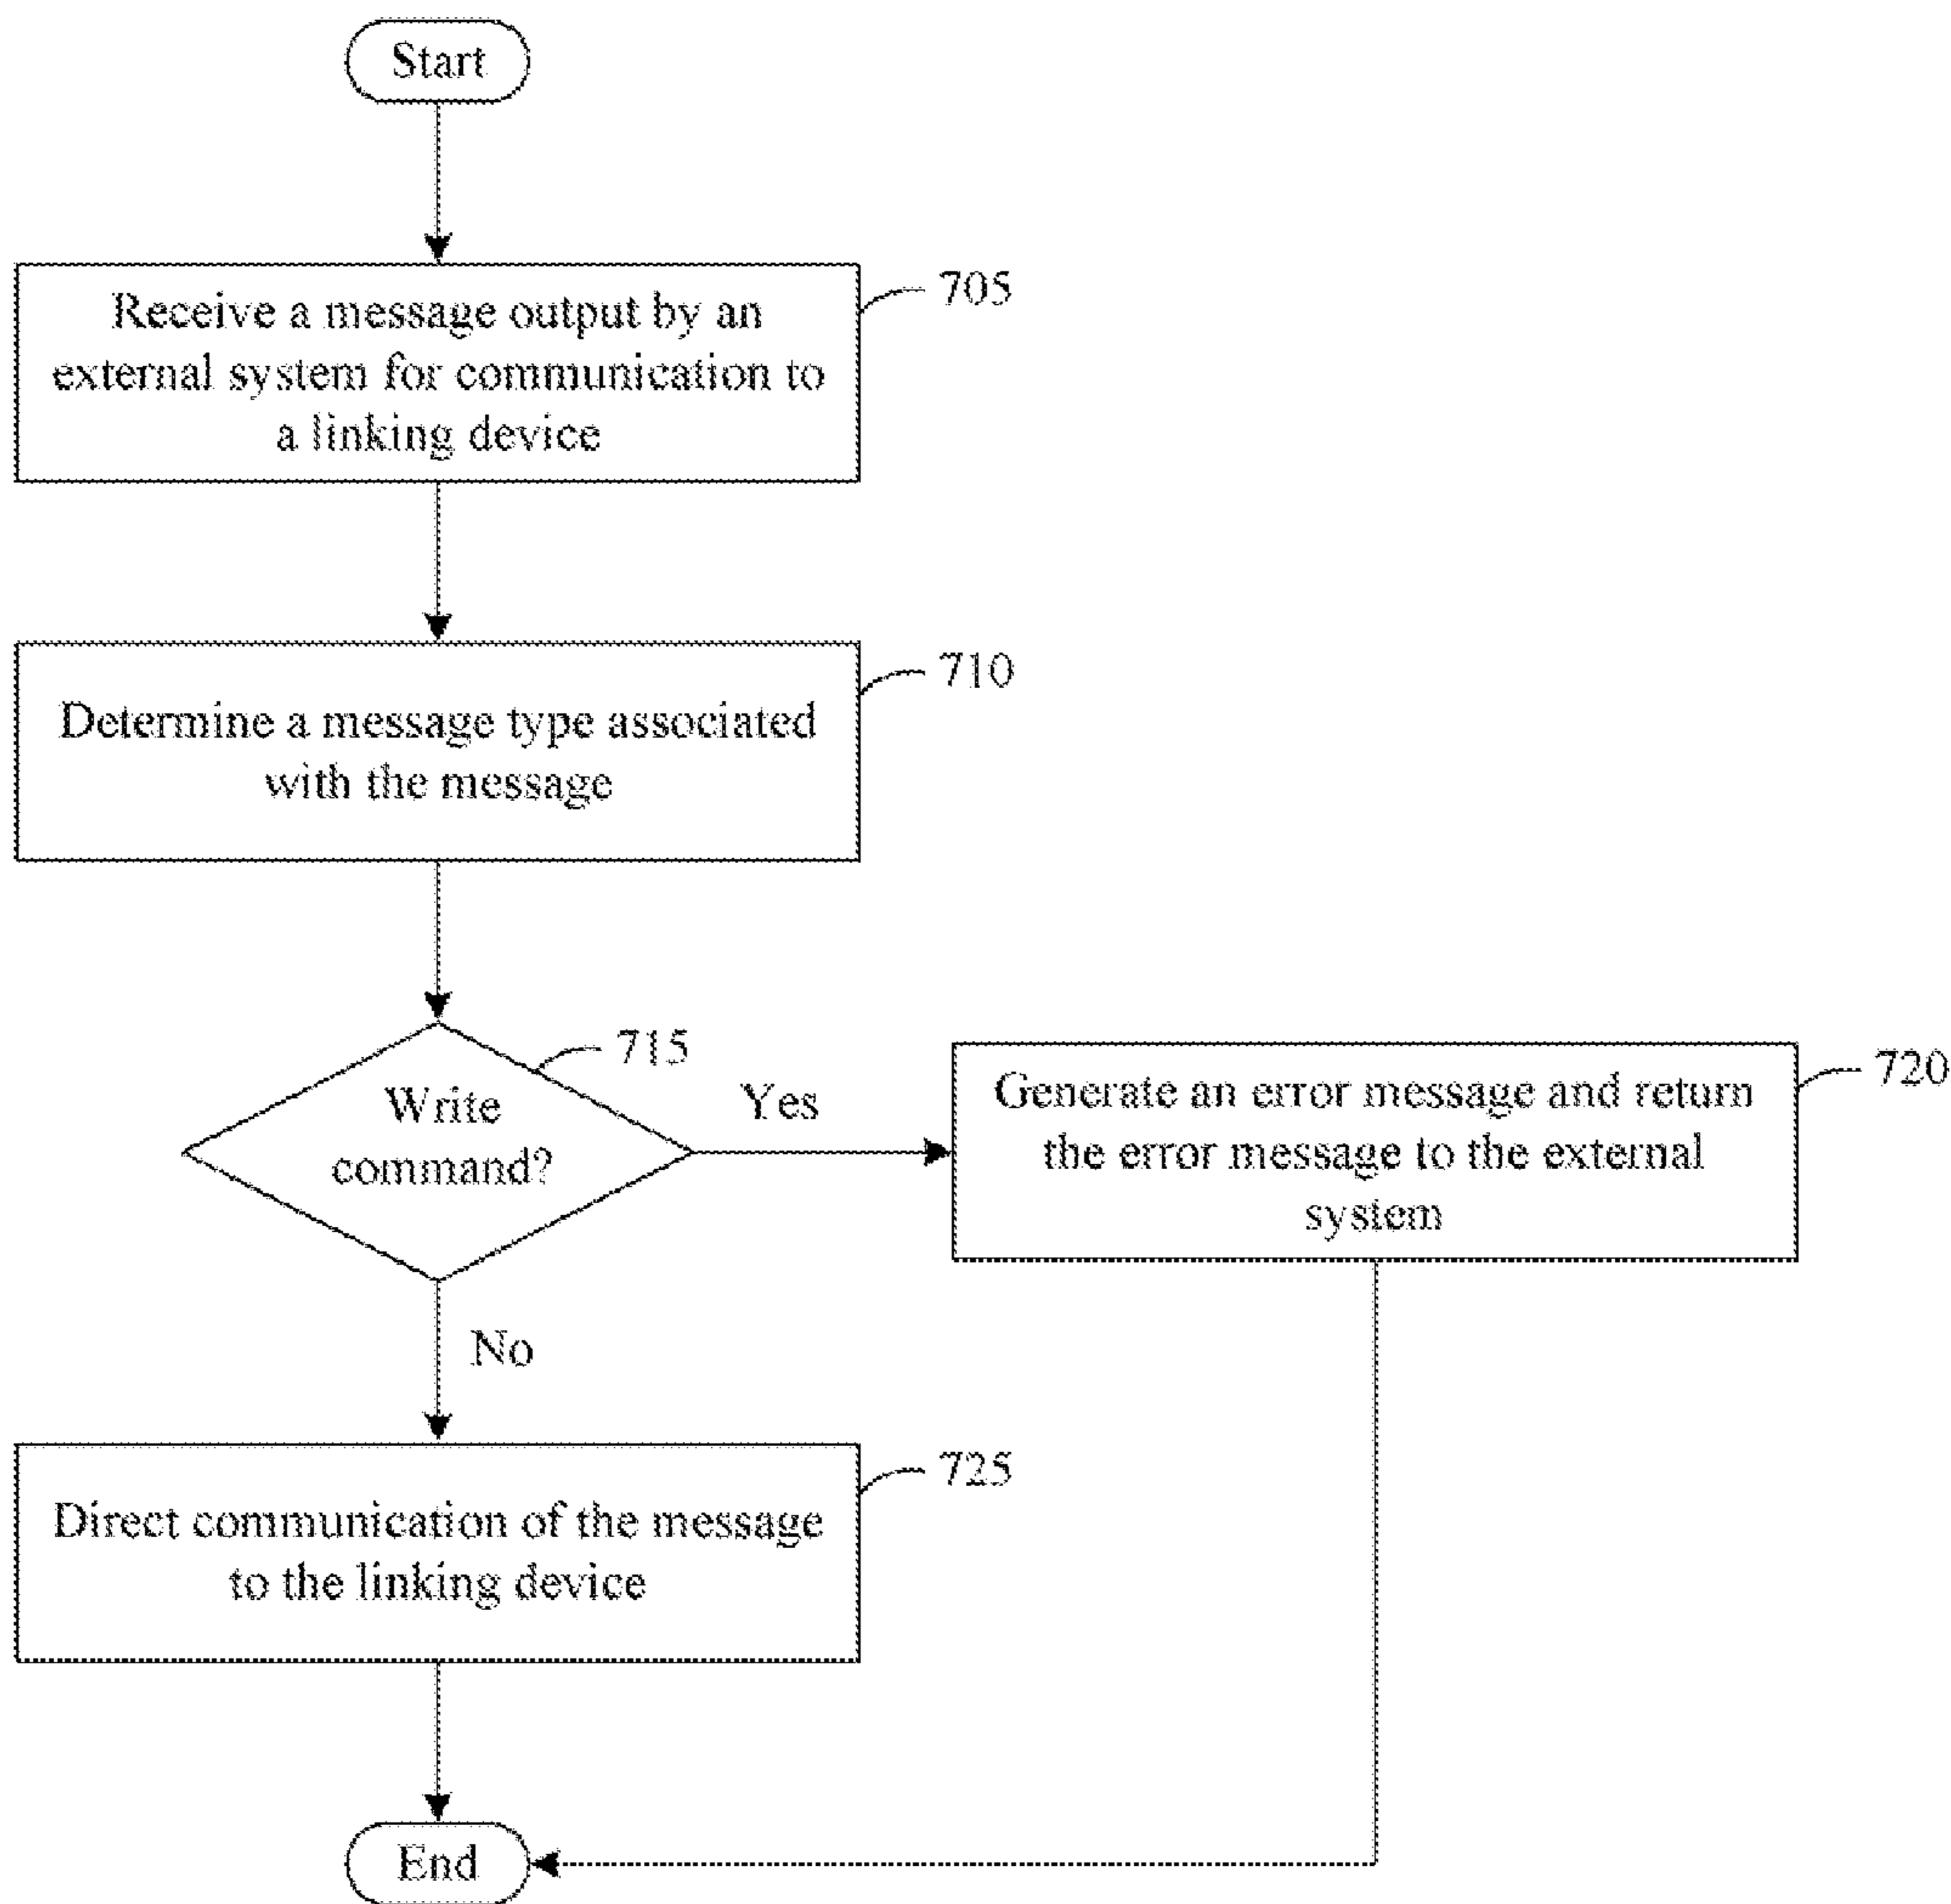 Start
Receive a message output by an
external system for communication to
a linking device
705
Determine a message type associated
with the message
710
Write
command?
715
Yes
Generate an error message and return
the error message to the external
system
720
No
Direct communication of the message
to the linking device
725
End